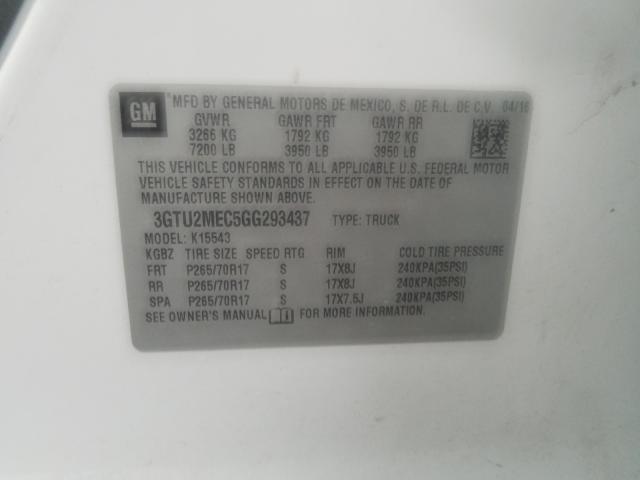 GM
MFD BY GENERAL MOTORS DE MEXICO, S. DE R.L. DE C.V. 04/16
GVWR GAWR FRT GAWR RR
3266 KG 1792 KG 1792 KG
7200 LB 3950 LB 3950 LB
THIS VEHICLE CONFORMS TO ALL APPLICABLE U.S. FEDERAL MOTOR
VEHICLE SAFETY STANDARDS IN EFFECT ON THE DATE OF
MANUFACTURE SHOWN ABOVE.
3GTU2MEC5GG293437 TYPE: TRUCK
MODEL: K15543
KGBZ TIRE SIZE SPEED RTG RIM COLD TIRE PRESSURE
FRT P265/70R17 S 17X8J 240KPA(35PSI)
RR P265/70R17 S 17X8J 240KPA(35PSI)
SPA P265/70R17 S 17X7.5J 240KPA(35PSI)
SEE OWNER'S MANUAL FOR MORE INFORMATION.